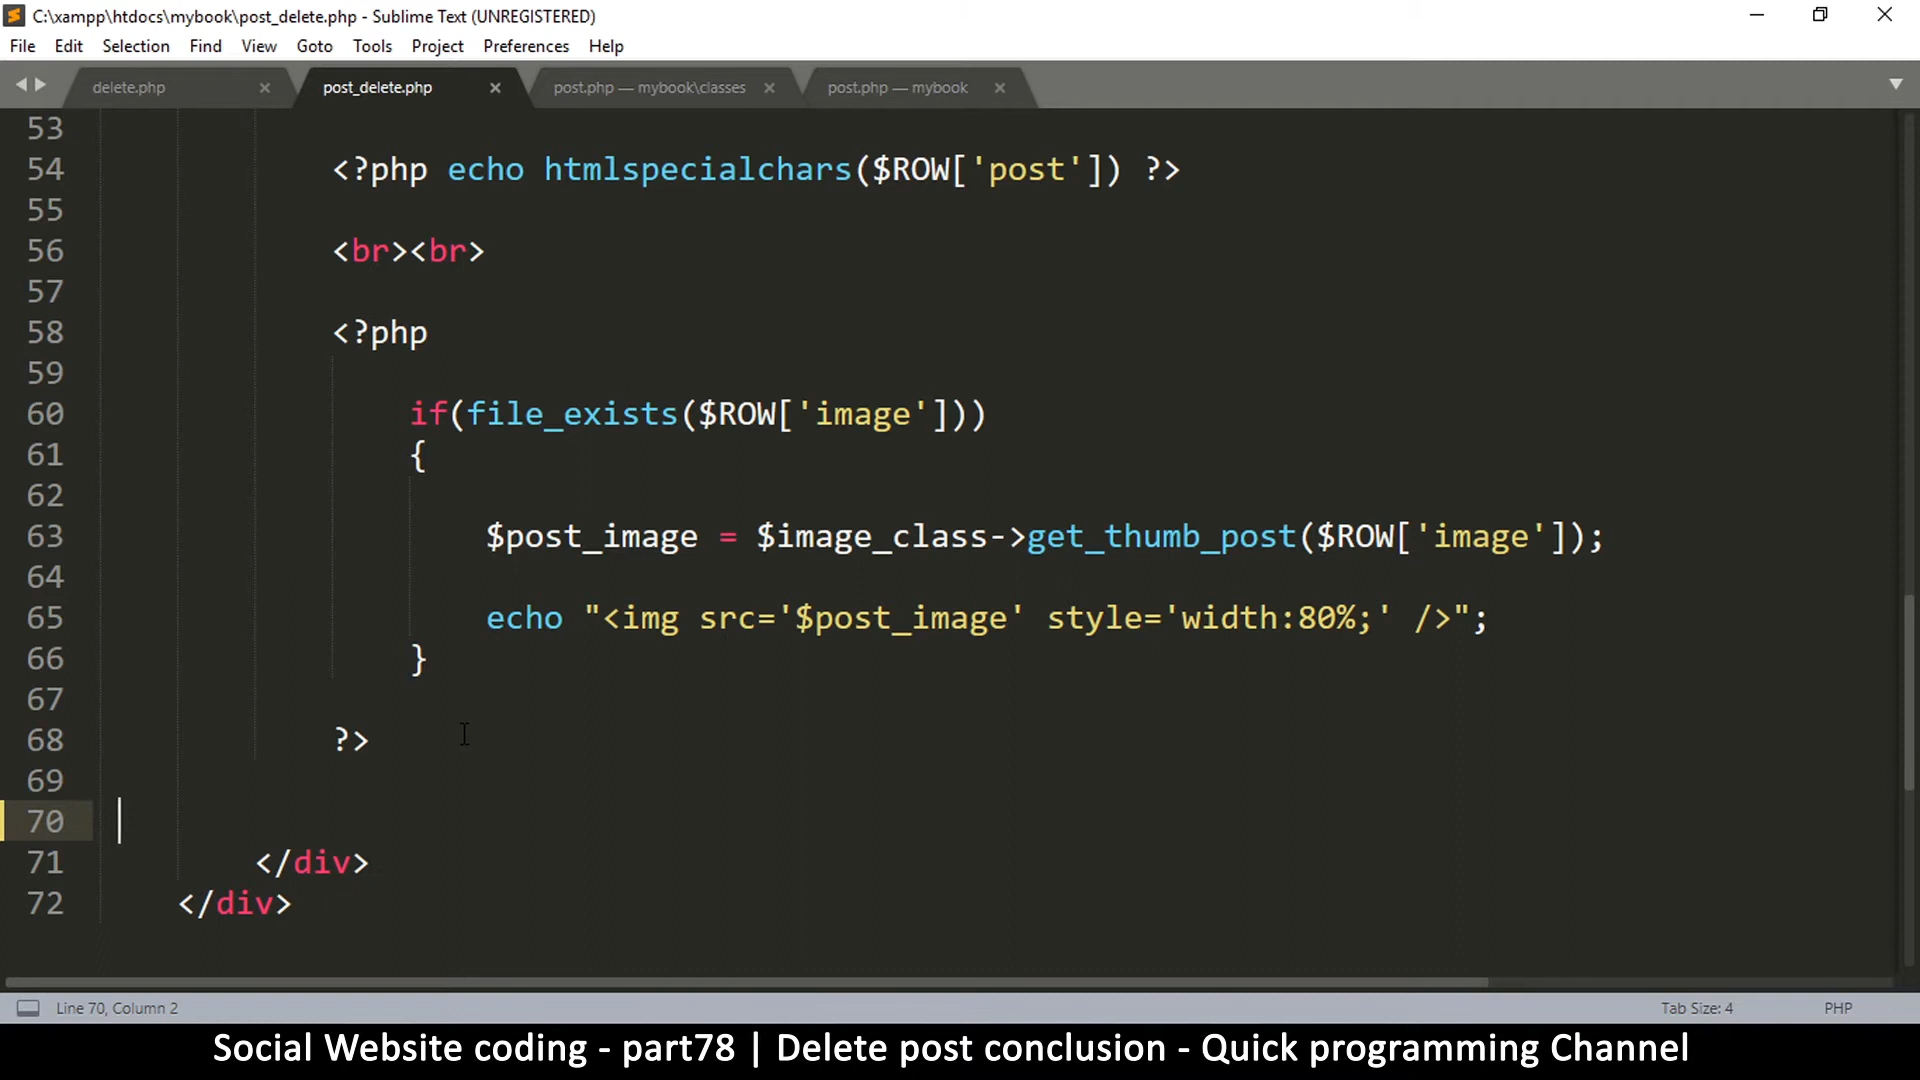 C:\xampp\htdocs\mybook\post_delete.php - Sublime Text (UNREGISTERED)
File Edit Selection Find View Goto Tools Project Preferences Help
delete.php × post_delete.php × post.php — mybook\classes × post.php — mybook ×
53
54 <?php echo htmlspecialchars($ROW['post']) ?>
55
56 <br><br>
57
58 <?php
59
60 if(file_exists($ROW['image']))
61 {
62
63 $post_image = $image_class->get_thumb_post($ROW['image']);
64
65 echo "<img src='$post_image' style='width:80%;' />";
66 }
67
68 ?>
69
70
71 </div>
72 </div>
Line 70, Column 2 Tab Size: 4 PHP
Social Website coding - part78 | Delete post conclusion - Quick programming Channel